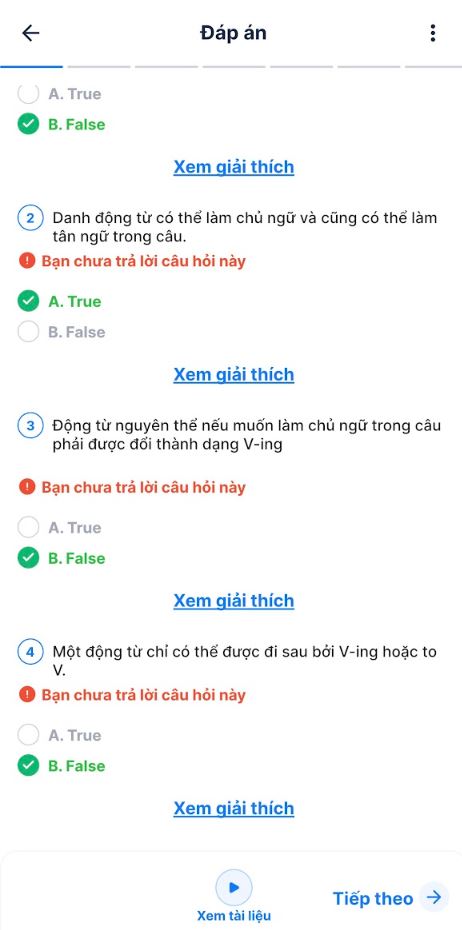 Đáp án
A. True
B. False
Xem giải thích
2 Danh động từ có thể làm chủ ngữ và cũng có thể làm
tân ngữ trong câu.
Bạn chưa trả lời câu hỏi này
A. True
B. False
Xem giải thích
3 Động từ nguyên thể nếu muốn làm chủ ngữ trong câu
phải được đổi thành dạng V-ing
Bạn chưa trả lời câu hỏi này
A. True
B. False
Xem giải thích
4 Một động từ chỉ có thể được đi sau bởi V-ing hoặc to
V.
Bạn chưa trả lời câu hỏi này
A. True
B. False
Xem giải thích
Xem tài liệu
Tiếp theo